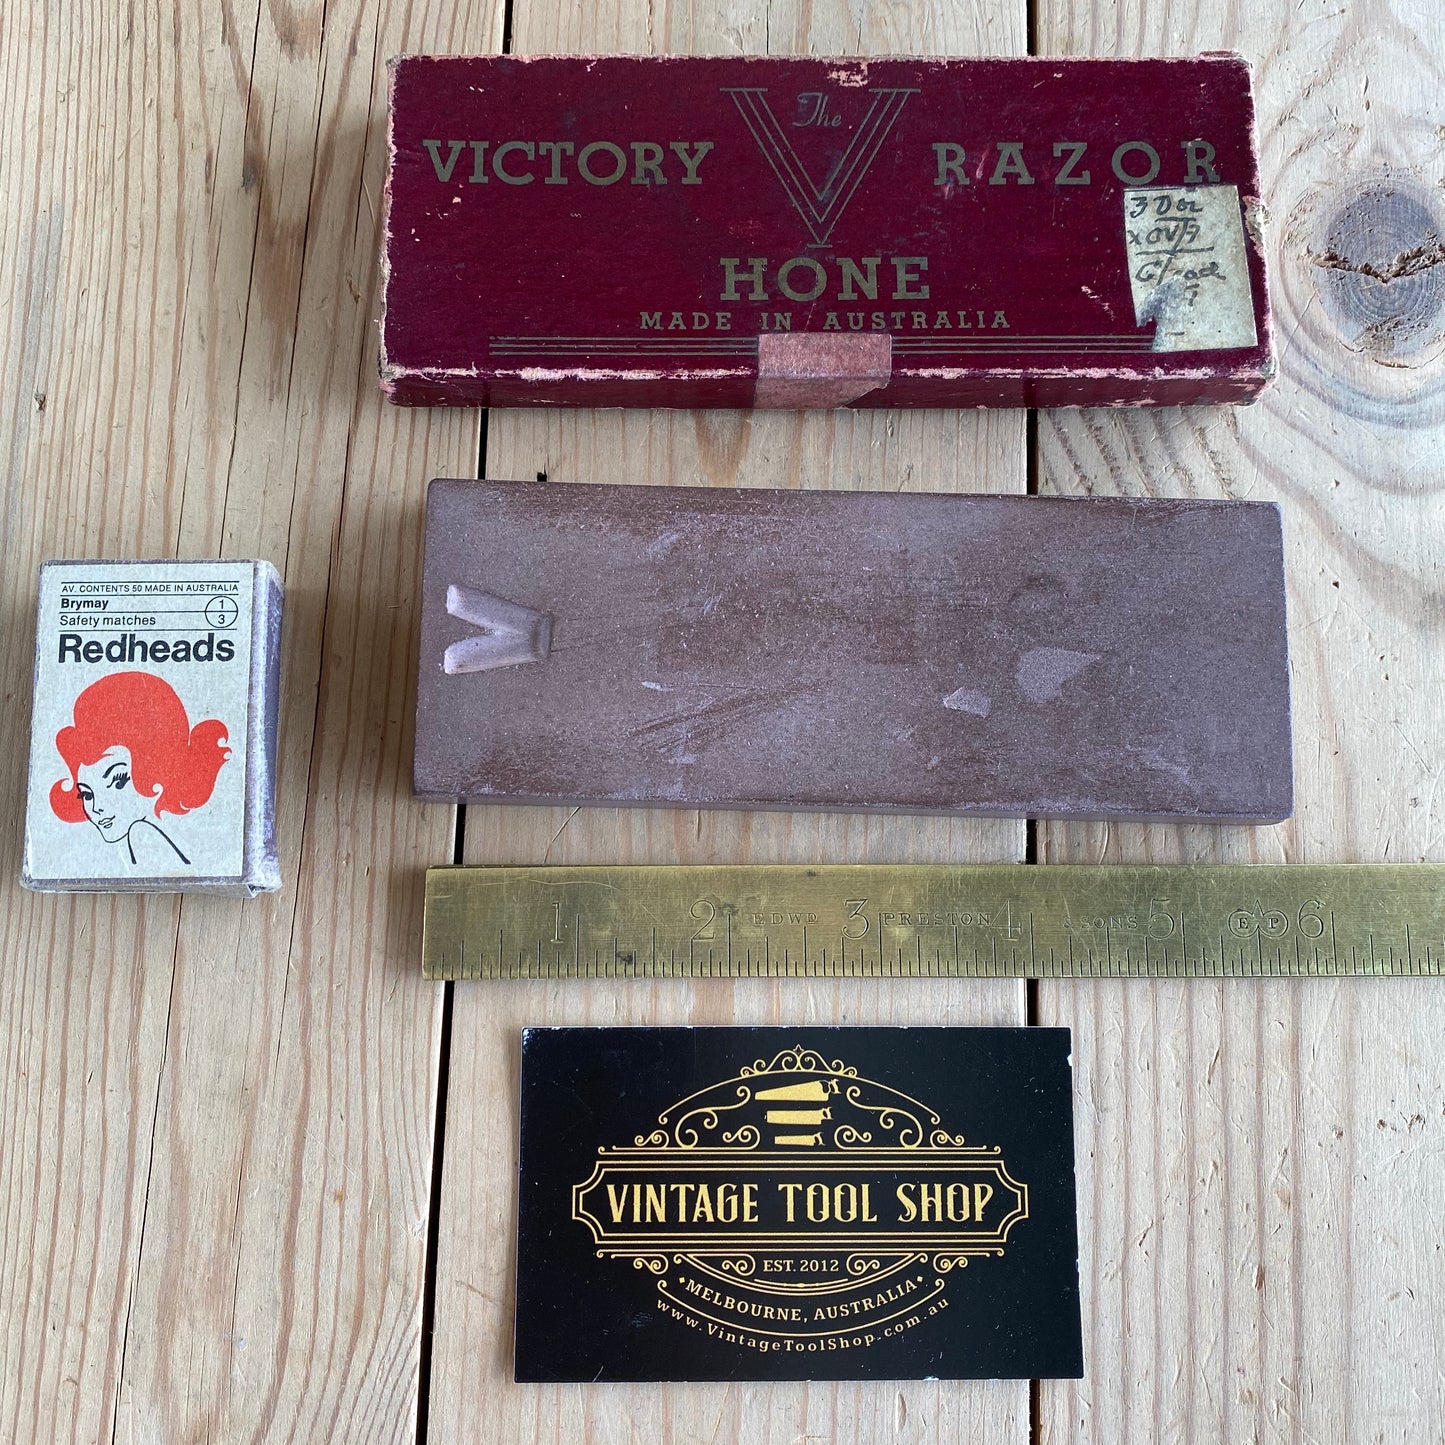 The
VICTORY RAZOR
HONE
MADE IN AUSTRALIA
3 Doz
AV. CONTENTS 50 MADE IN AUSTRALIA
Brymay
1
3
Safety matches
Redheads
V
1 2 EDWD 3 PRESTON 4 & SONS 5 E P 6
VINTAGE TOOL SHOP
EST. 2012
MELBOURNE, AUSTRALIA
www.VintageToolShop.com.au